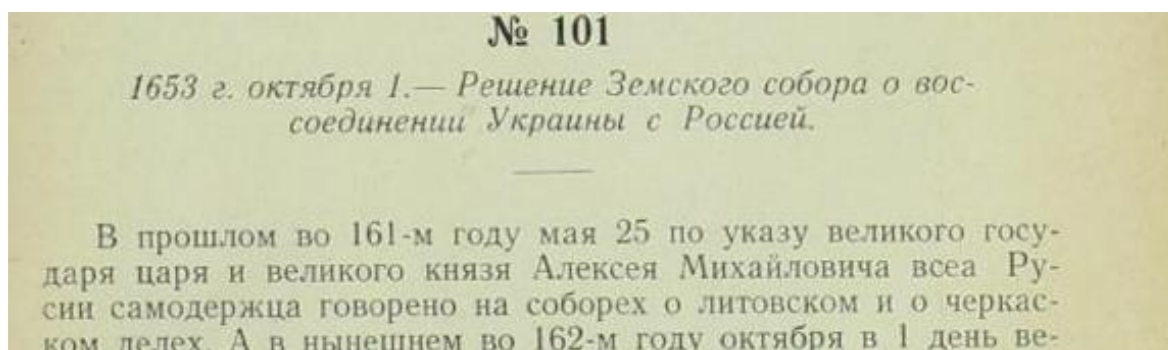 № 101
1653 г. октября 1.— Решение Земского собора о вос-
соединении Украины с Россией.
В прошлом во 161-м году мая 25 по указу великого госу-
даря царя и великого князя Алексея Михайловича всеа Ру-
сии самодержца говорено на соборех о литовском и о черкас-
ком делех. А в нынешнем во 162-м году октября в 1 день ве-